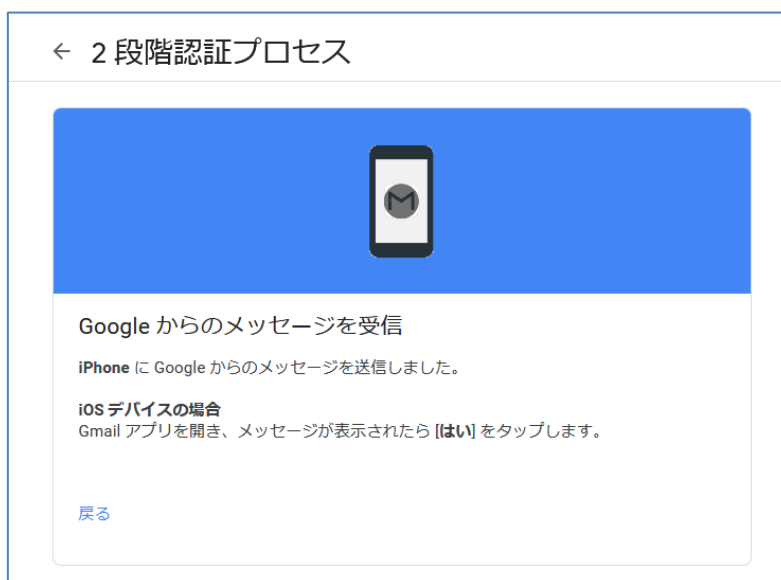 ← 2 段階認証プロセス
Google からのメッセージを受信
iPhone に Google からのメッセージを送信しました。
iOS デバイスの場合
Gmail アプリを開き、メッセージが表示されたら [はい] をタップします。
戻る